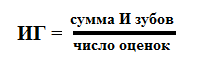 ИГ = сумма И зубов
число оценок